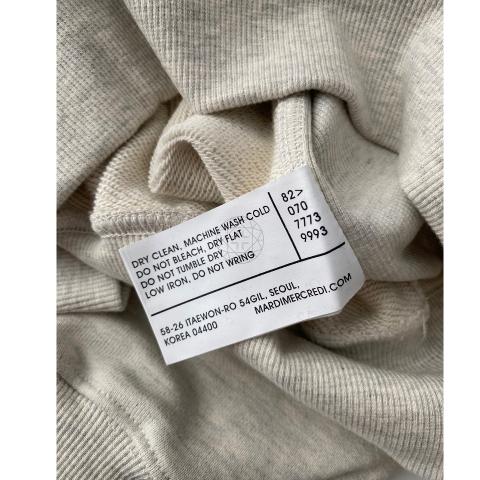 DRY CLEAN, MACHINE WASH COLD
DO NOT BLEACH, DRY FLAT
DO NOT TUMBLE DRY,
LOW IRON, DO NOT WRING
82>
070
7773
9993
58-26 ITAEWON-RO 54GIL, SEOUL,
KOREA 04400
MARDIMERCREDI.COM